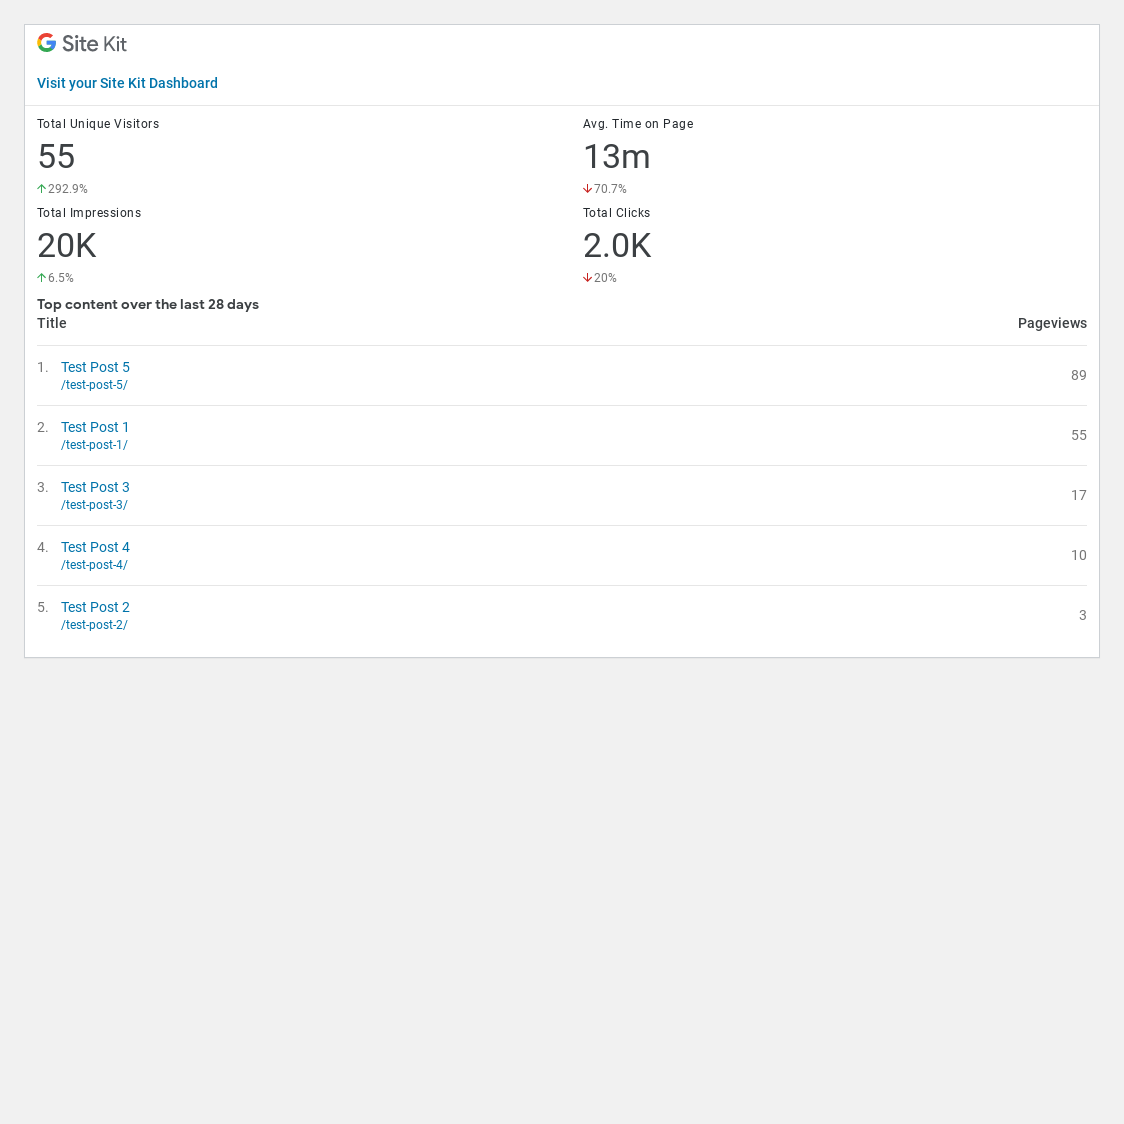 Site Kit
Visit your Site Kit Dashboard
Total Unique Visitors
55
292.9%
Avg. Time on Page
13m
70.7%
Total Impressions
20K
6.5%
Total Clicks
2.0K
20%
Top content over the last 28 days
Title Pageviews
1. Test Post 5
/test-post-5/
89
2. Test Post 1
/test-post-1/
55
3. Test Post 3
/test-post-3/
17
4. Test Post 4
/test-post-4/
10
5. Test Post 2
/test-post-2/
3